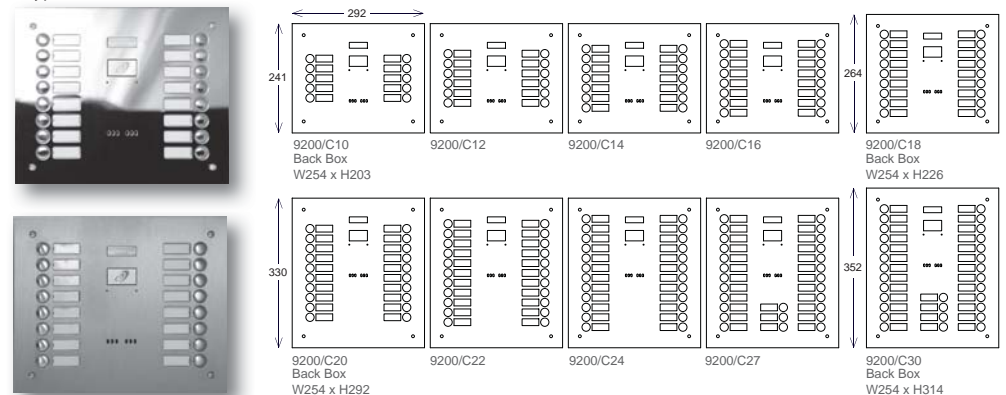 292
241
264
9200/C10
Back Box
W254 x H203
9200/C12
9200/C14
9200/C16
9200/C18
Back Box
W254 x H226
330
352
9200/C20
Back Box
W254 x H292
9200/C22
9200/C24
9200/C27
9200/C30
Back Box
W254 x H314